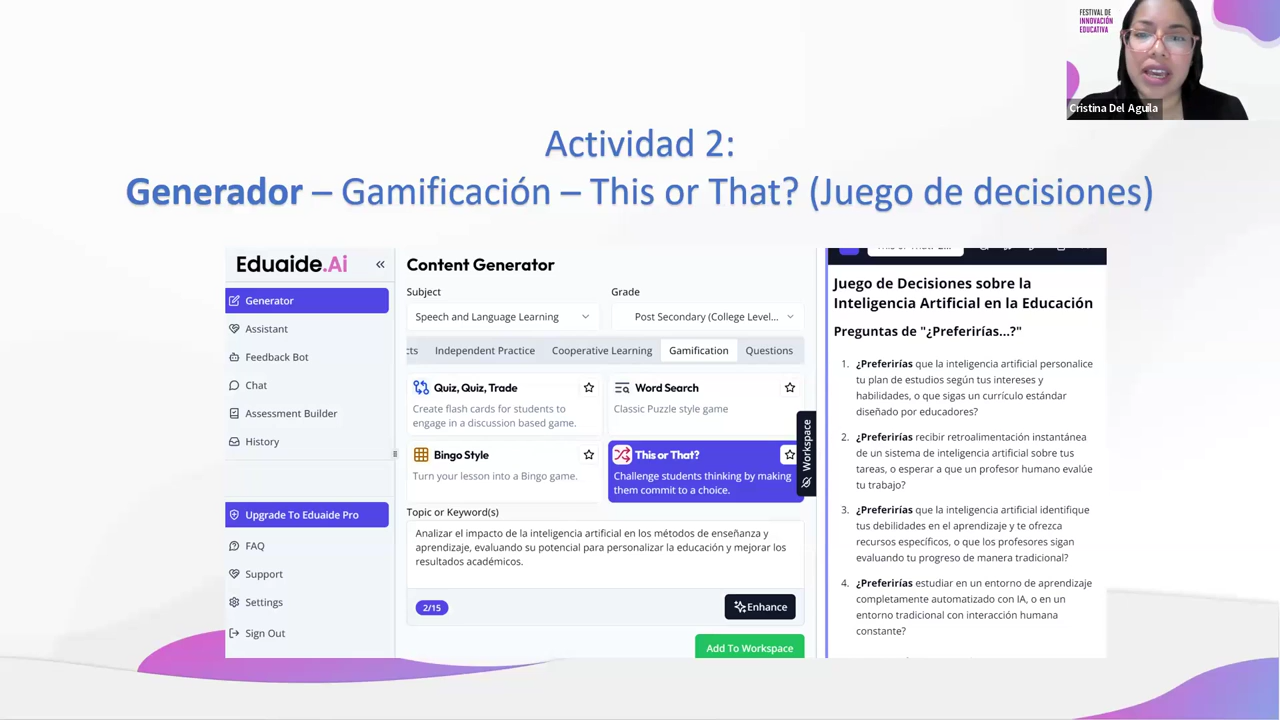 FESTIVAL DE
INNOVACIÓN
EDUCATIVA
Cristina Del Aguila
Actividad 2:
Generador – Gamificación – This or That? (Juego de decisiones)
Eduaide.Ai
Generator
Assistant
Feedback Bot
Chat
Assessment Builder
History
Upgrade To Eduaide Pro
FAQ
Support
Settings
Sign Out
Content Generator
Subject
Grade
Speech and Language Learning
Post Secondary (College Level...
cts
Independent Practice
Cooperative Learning
Gamification
Questions
Quiz, Quiz, Trade
Create flash cards for students to
engage in a discussion based game.
Word Search
Classic Puzzle style game
Bingo Style
Turn your lesson into a Bingo game.
This or That?
Challenge students thinking by making
them commit to a choice.
Workspace
Topic or Keyword(s)
Analizar el impacto de la inteligencia artificial en los métodos de enseñanza y
aprendizaje, evaluando su potencial para personalizar la educación y mejorar los
resultados académicos.
2/15
Enhance
Add To Workspace
Juego de Decisiones sobre la
Inteligencia Artificial en la Educación
Preguntas de "¿Preferirías...?"
1. ¿Preferirías que la inteligencia artificial personalice
tu plan de estudios según tus intereses y
habilidades, o que sigas un currículo estándar
diseñado por educadores?
2. ¿Preferirías recibir retroalimentación instantánea
de un sistema de inteligencia artificial sobre tus
tareas, o esperar a que un profesor humano evalúe
tu trabajo?
3. ¿Preferirías que la inteligencia artificial identifique
tus debilidades en el aprendizaje y te ofrezca
recursos específicos, o que los profesores sigan
evaluando tu progreso de manera tradicional?
4. ¿Preferirías estudiar en un entorno de aprendizaje
completamente automatizado con IA, o en un
entorno tradicional con interacción humana
constante?